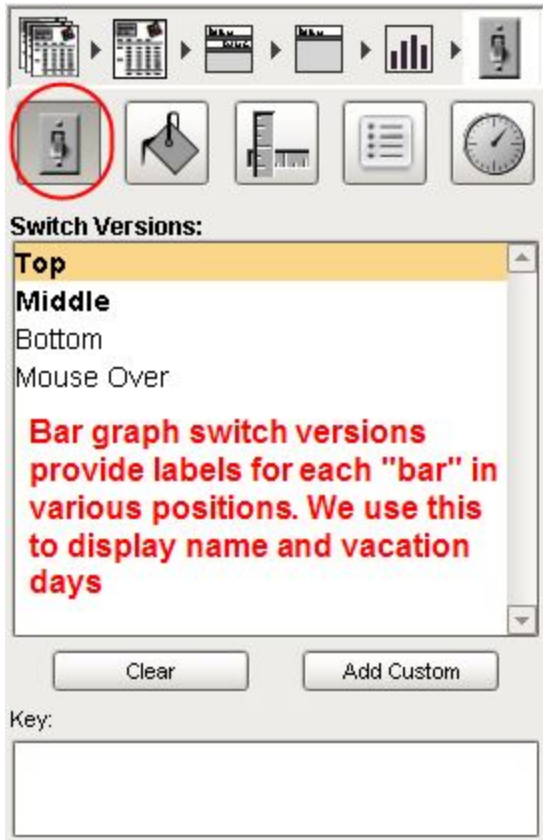 Switch Versions:
Top
Middle
Bottom
Mouse Over
Bar graph switch versions
provide labels for each "bar" in
various positions. We use this
to display name and vacation
days
Clear Add Custom
Key: